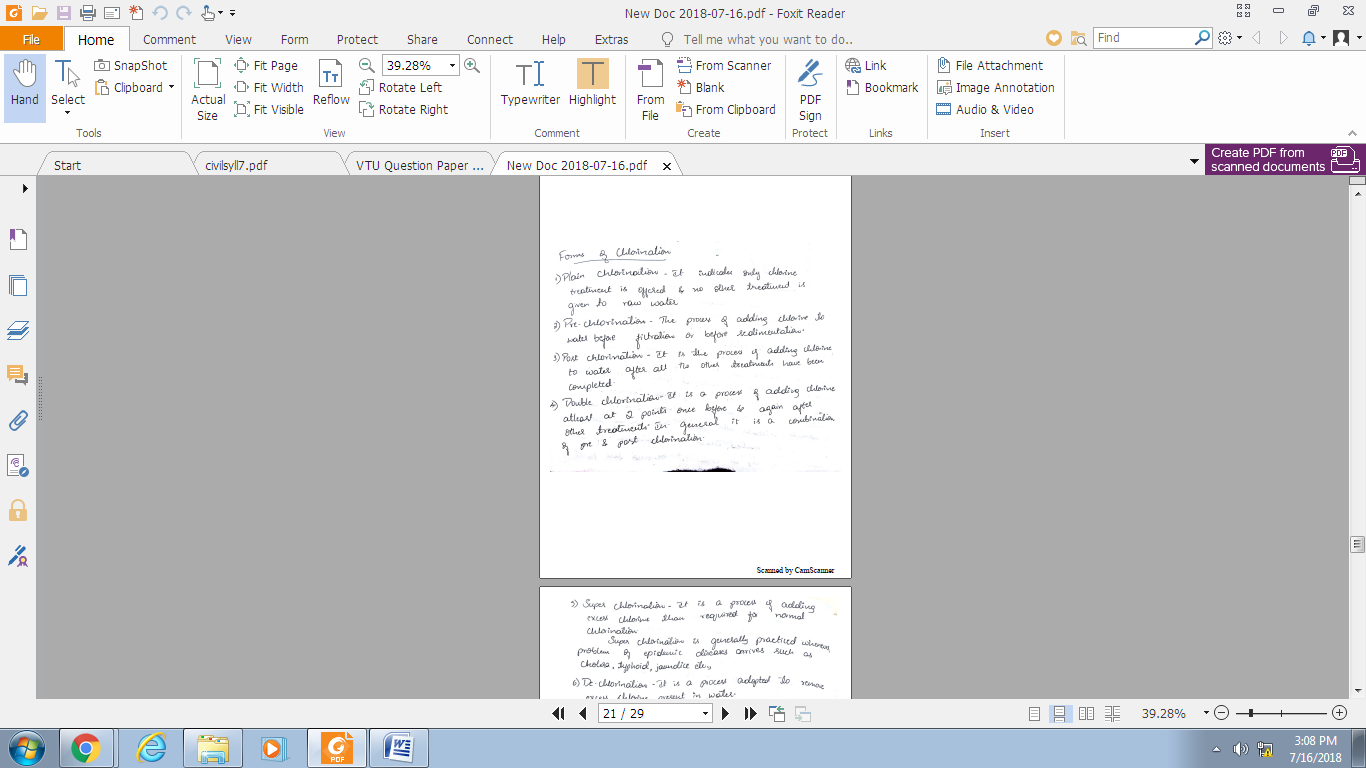 New Doc 2018-07-16.pdf - Foxit Reader
File Home Comment View Form Protect Share Connect Help Extras Tell me what you want to do.. Find
Hand
Select
SnapShot
Clipboard
Tools
Actual Size
Fit Page
Fit Width
Fit Visible
Reflow
39.28%
Rotate Left
Rotate Right
View
Typewriter
Highlight
Comment
From File
From Scanner
Blank
From Clipboard
Create
PDF Sign
Protect
Link
Bookmark
Links
File Attachment
Image Annotation
Audio & Video
Insert
Start civilsyll7.pdf VTU Question Paper ... New Doc 2018-07-16.pdf
Create PDF from
scanned documents
PDF
Forms of Chlorination
1) Plain Chlorination - It indicates only chlorine
treatment is offered & no other treatment is
given to raw water
2) Pre-chlorination - The process of adding chlorine to
water before filtration or before sedimentation.
3) Post chlorination - It is the process of adding chlorine
to water after all the other treatments have been
completed.
4) Double chlorination - It is a process of adding chlorine
atleast at 2 points once before & again after
other treatments. In general it is a combination
of pre & post chlorination.
Scanned by CamScanner
5) Super chlorination - It is a process of adding
excess chlorine than required for normal
chlorination
Super chlorination is generally practiced
problem of epidemic diseases such as
cholera, typhoid, jaundice etc.,
6) De-chlorination - It is a process adopted to remove
excess chlorine present in water.
21 / 29
39.28%
PDF
3:08 PM
7/16/2018